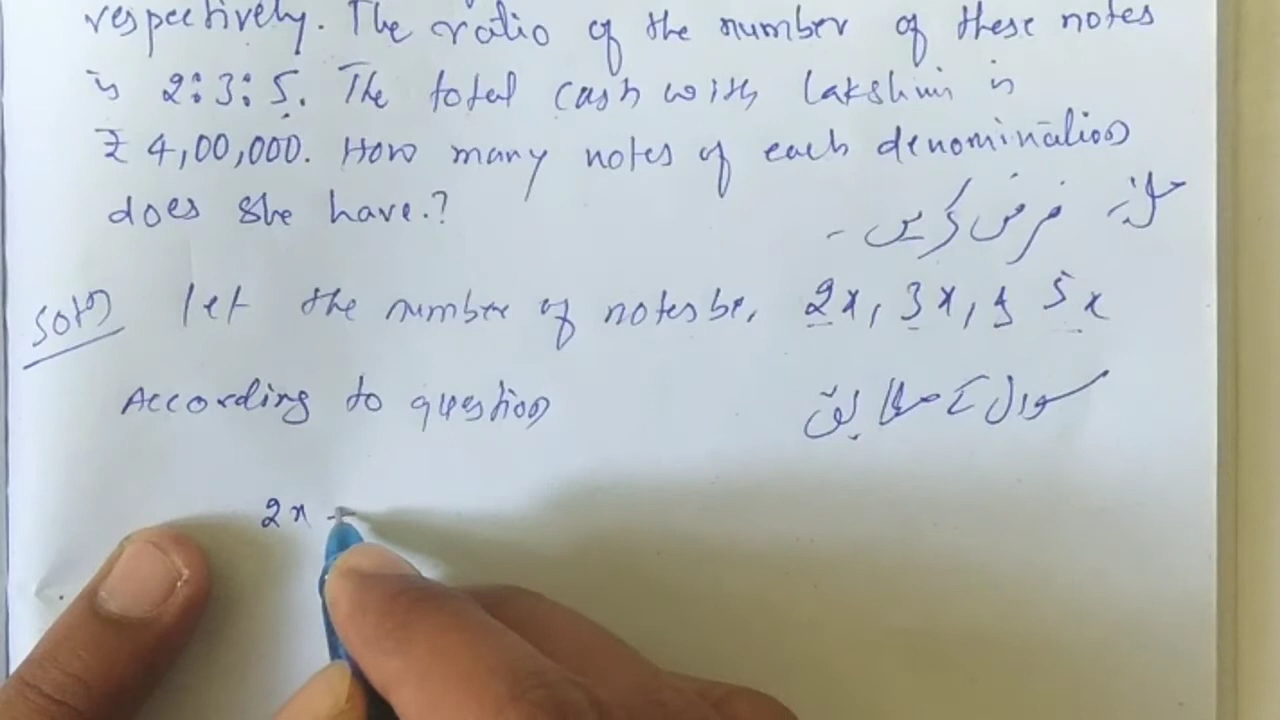 respectively. The ratio of the number of these notes
is 2:3:5. The total cash with lakshmi is
₹ 4,00,000. How many notes of each denomination
does she have.?
فرض کریں۔
Soln let the number of notes be, 2x, 3x, & 5x
According to question سوال کے مطابق
2x